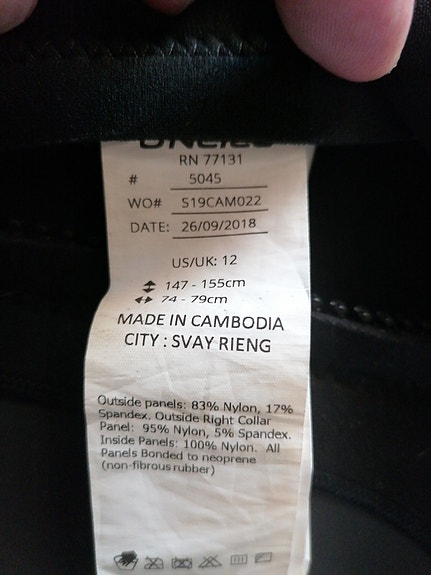 O'NEILL
RN 77131
# 5045
WO# S19CAM022
DATE: 26/09/2018
US/UK: 12
147 - 155cm
74 - 79cm
MADE IN CAMBODIA
CITY : SVAY RIENG
Outside panels: 83% Nylon, 17%
Spandex. Outside Right Collar
Panel: 95% Nylon, 5% Spandex.
Inside Panels: 100% Nylon. All
Panels Bonded to neoprene
(non-fibrous rubber)